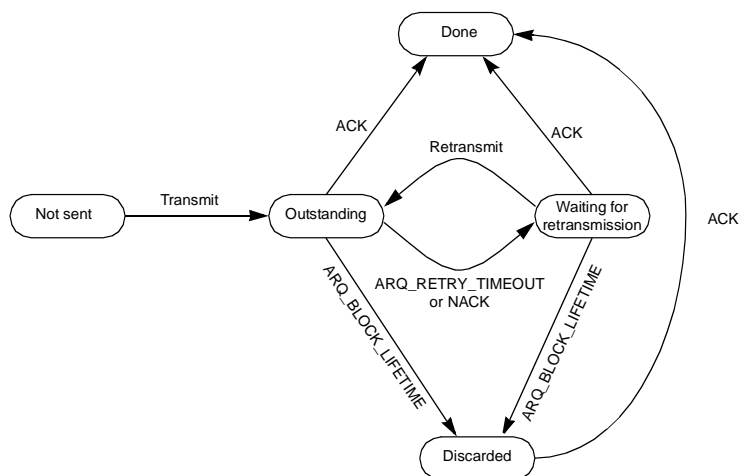 Done
ACK
ACK
Retransmit
Transmit
Not sent
Outstanding
Waiting for
retransmission
ACK
ARQ_RETRY_TIMEOUT
or NACK
ARQ_BLOCK_LIFETIME
ARQ_BLOCK_LIFETIME
Discarded